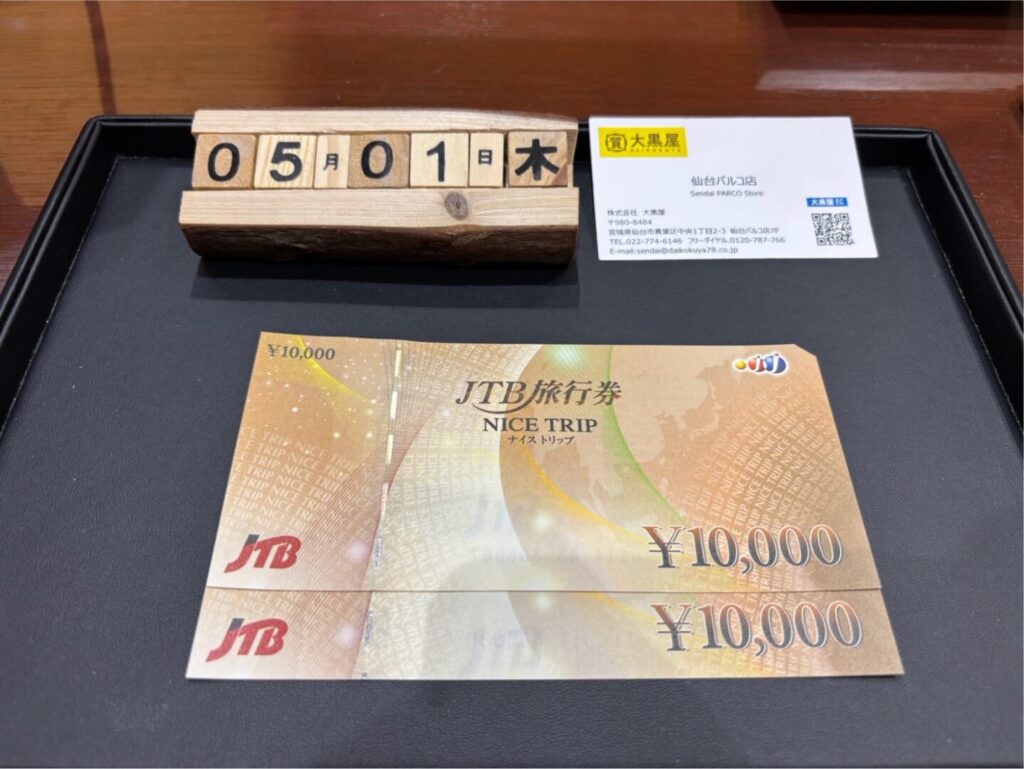 05月01日木
大黒屋
DAIKOKUYA
仙台パルコ店
Sendai PARCO Store
大黒屋 EC
株式会社 大黒屋
〒980-8484
宮城県仙台市青葉区中央1丁目2-3 仙台パルコ店7F
TEL.022-774-6146 フリーダイヤル.0120-787-766
E-mail:sendai@daikokuya78.co.jp
¥10,000
JTB旅行券
NICE TRIP
ナイストリップ
JTB
¥10,000
JTB
¥10,000